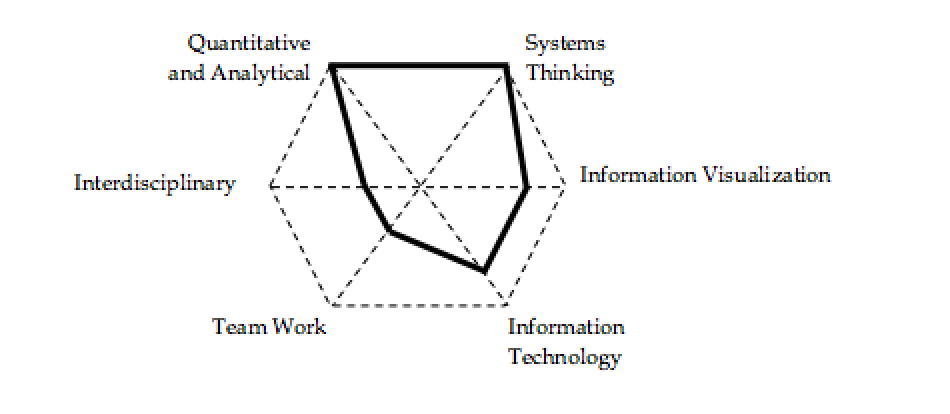 Quantitative
and Analytical
Systems
Thinking
Interdisciplinary
Information Visualization
Team Work
Information
Technology